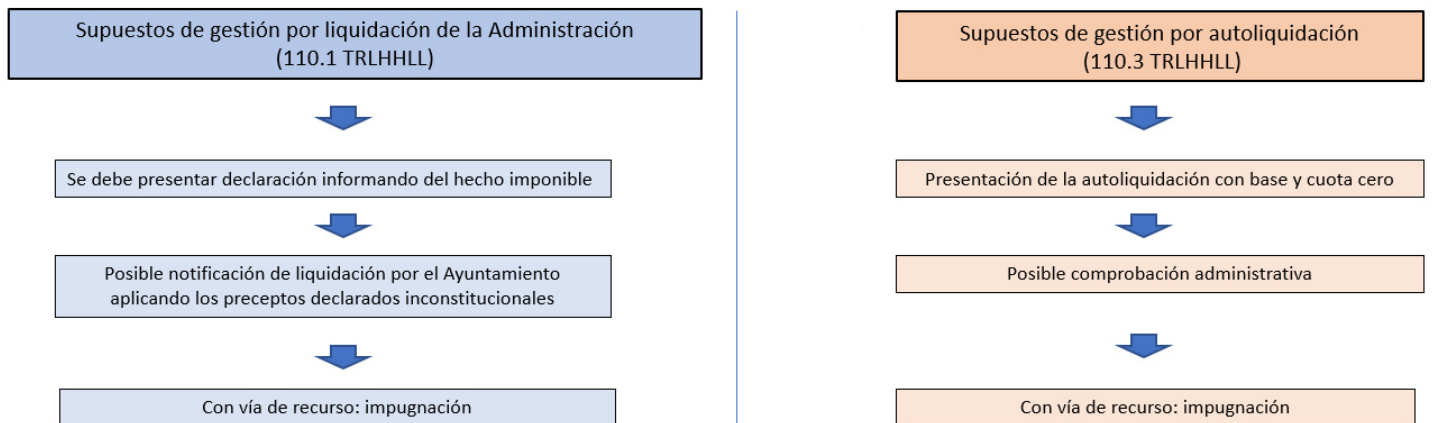 Supuestos de gestión por liquidación de la Administración
(110.1 TRLHHLL)
Se debe presentar declaración informando del hecho imponible
Posible notificación de liquidación por el Ayuntamiento
aplicando los preceptos declarados inconstitucionales
Con vía de recurso: impugnación
Supuestos de gestión por autoliquidación
(110.3 TRLHHLL)
Presentación de la autoliquidación con base y cuota cero
Posible comprobación administrativa
Con vía de recurso: impugnación